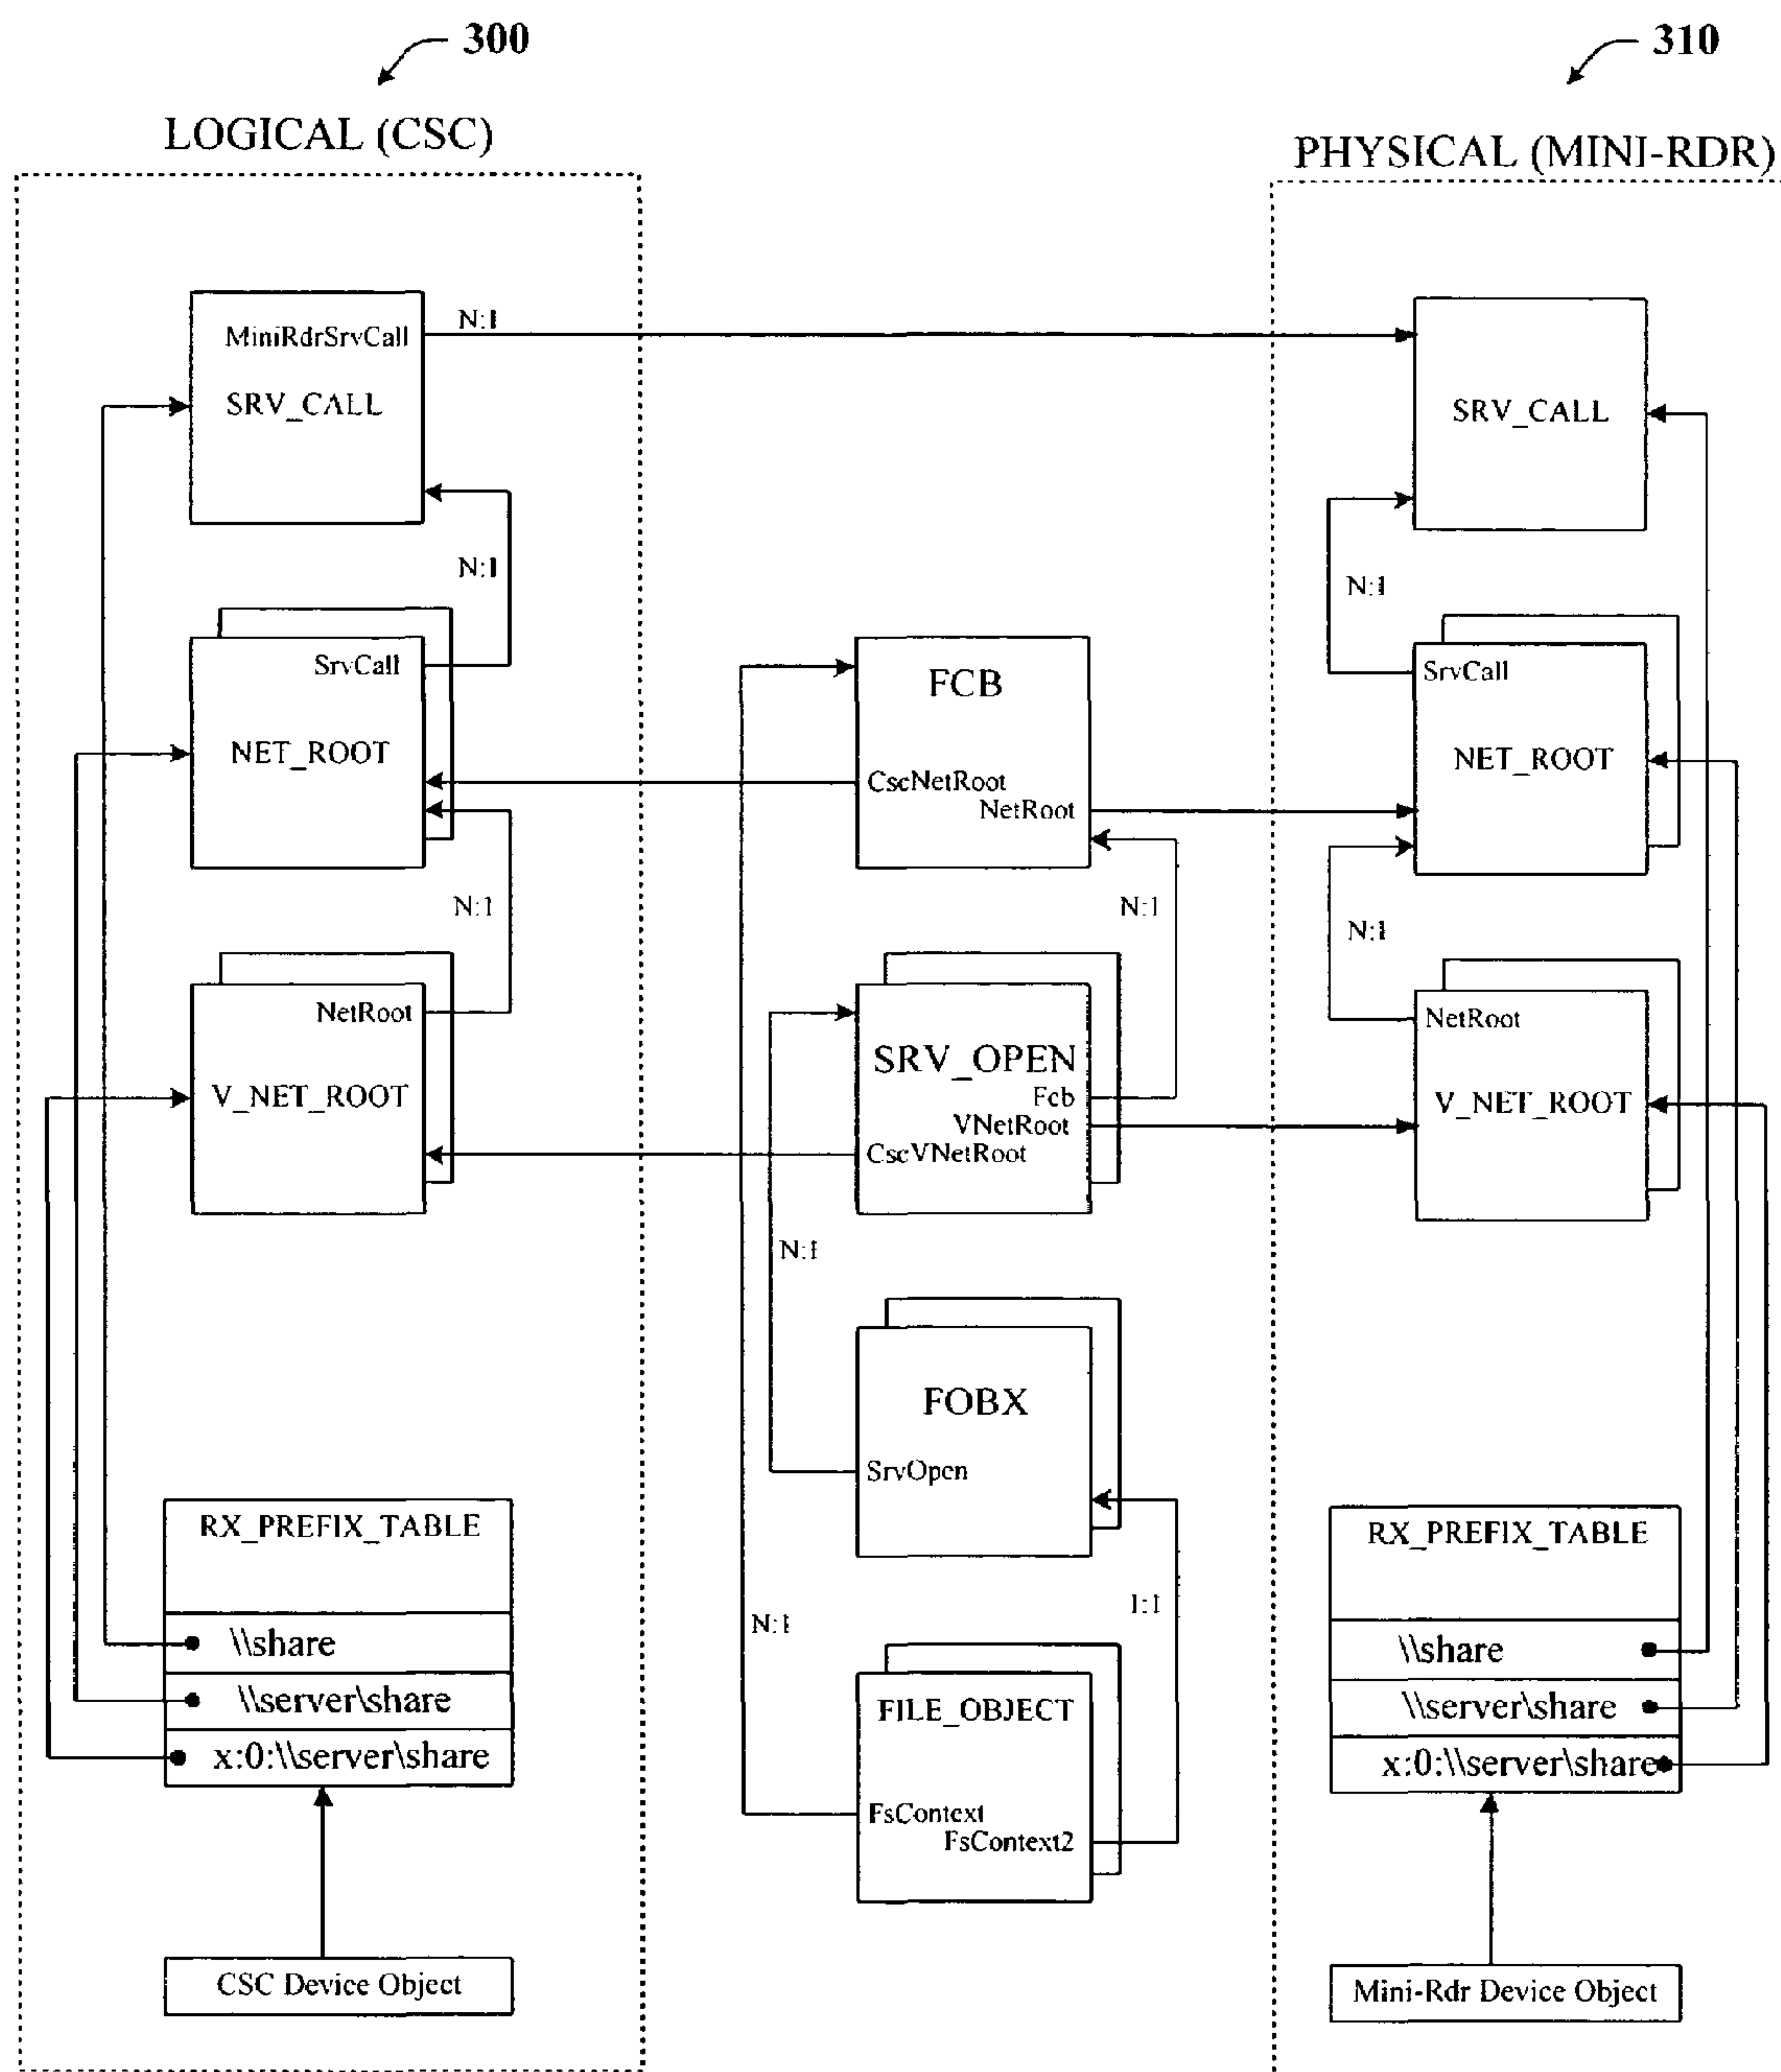 300
310
LOGICAL (CSC)
PHYSICAL (MINI-RDR)
MiniRdrSrvCall
N:1
SRV_CALL
SRV_CALL
N:1
N:1
SrvCall
NET_ROOT
FCB
CscNetRoot
NetRoot
SrvCall
NET_ROOT
N:1
N:1
N:1
NetRoot
V_NET_ROOT
SRV_OPEN
Fcb
VNetRoot
CscVNetRoot
NetRoot
V_NET_ROOT
N:1
FOBX
SrvOpen
RX_PREFIX_TABLE
\\share
\\server\share
x:0:\\server\share
N:1
1:1
FILE_OBJECT
FsContext
FsContext2
RX_PREFIX_TABLE
\\share
\\server\share
x:0:\\server\share
CSC Device Object
Mini-Rdr Device Object